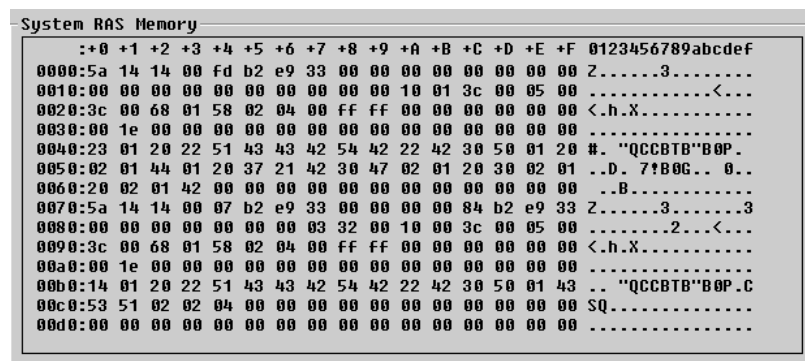 System RAS Memory
:+0 +1 +2 +3 +4 +5 +6 +7 +8 +9 +A +B +C +D +E +F 0123456789abcdef
0000:5a 14 14 00 fd b2 e9 33 00 00 00 00 00 00 00 00 Z......3........
0010:00 00 00 00 00 00 00 00 00 00 10 01 3c 00 05 00 ............<...
0020:3c 00 68 01 58 02 04 00 ff ff 00 00 00 00 00 00 <.h.X...........
0030:00 1e 00 00 00 00 00 00 00 00 00 00 00 00 00 00 ................
0040:23 01 20 22 51 43 43 42 54 42 22 42 30 50 01 20 #. "QCCBTB"B0P. 
0050:02 01 44 01 20 37 21 42 30 47 02 01 20 30 02 01 ..D. 7!B0G.. 0..
0060:20 02 01 42 00 00 00 00 00 00 00 00 00 00 00 00  ..B............
0070:5a 14 14 00 07 b2 e9 33 00 00 00 00 84 b2 e9 33 Z......3.......3
0080:00 00 00 00 00 00 03 32 00 10 00 3c 00 05 00 .......2...<...
0090:3c 00 68 01 58 02 04 00 ff ff 00 00 00 00 00 00 <.h.X...........
00a0:00 1e 00 00 00 00 00 00 00 00 00 00 00 00 00 00 ................
00b0:14 01 20 22 51 43 43 42 54 42 22 42 30 50 01 43 .. "QCCBTB"B0P.C
00c0:53 51 02 02 04 00 00 00 00 00 00 00 00 00 00 00 SQ..............
00d0:00 00 00 00 00 00 00 00 00 00 00 00 00 00 00 00 ................